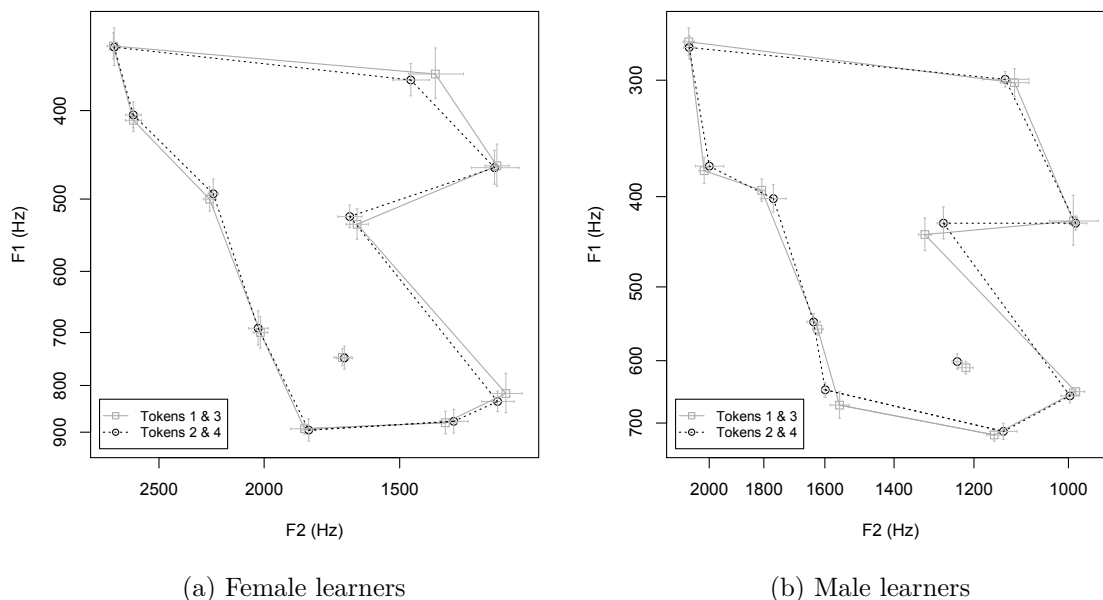 400
500
600
700
800
900
F1 (Hz)
Tokens 1 & 3
Tokens 2 & 4
2500
2000
1500
F2 (Hz)
(a) Female learners
300
400
500
600
700
F1 (Hz)
Tokens 1 & 3
Tokens 2 & 4
2000
1800
1600
1400
1200
1000
F2 (Hz)
(b) Male learners